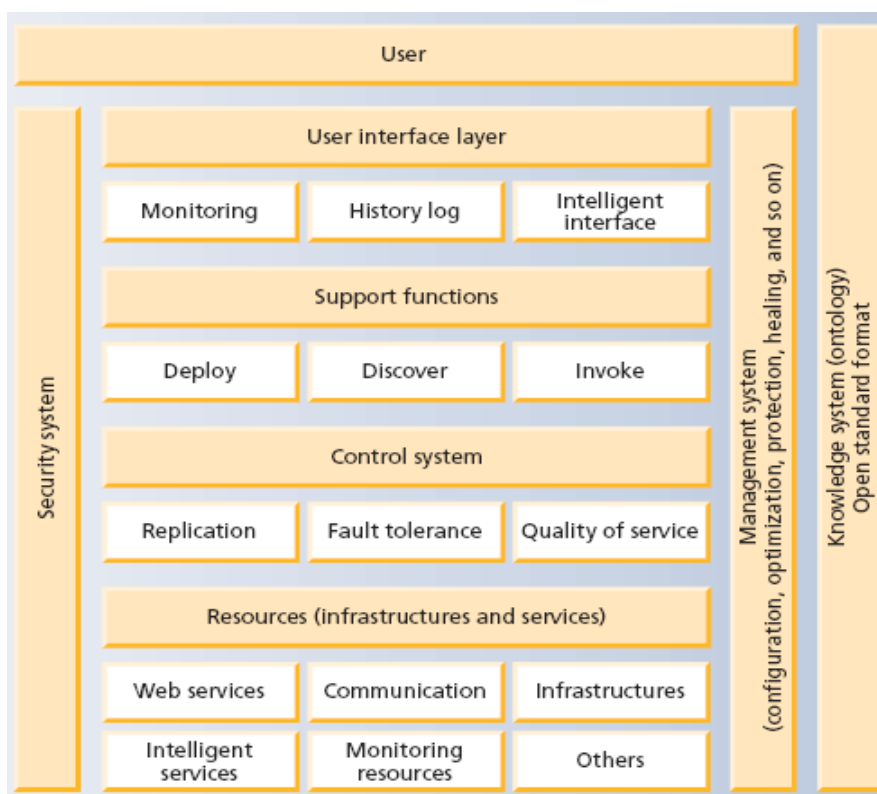 User
User interface layer
Monitoring
History log
Intelligent
interface
Support functions
Deploy
Discover
Invoke
Control system
Replication
Fault tolerance
Quality of service
Resources (infrastructures and services)
Web services
Communication
Infrastructures
Intelligent
services
Monitoring
resources
Others
Security system
Management system
(configuration, optimization, protection, healing, and so on)
Knowledge system (ontology)
Open standard format